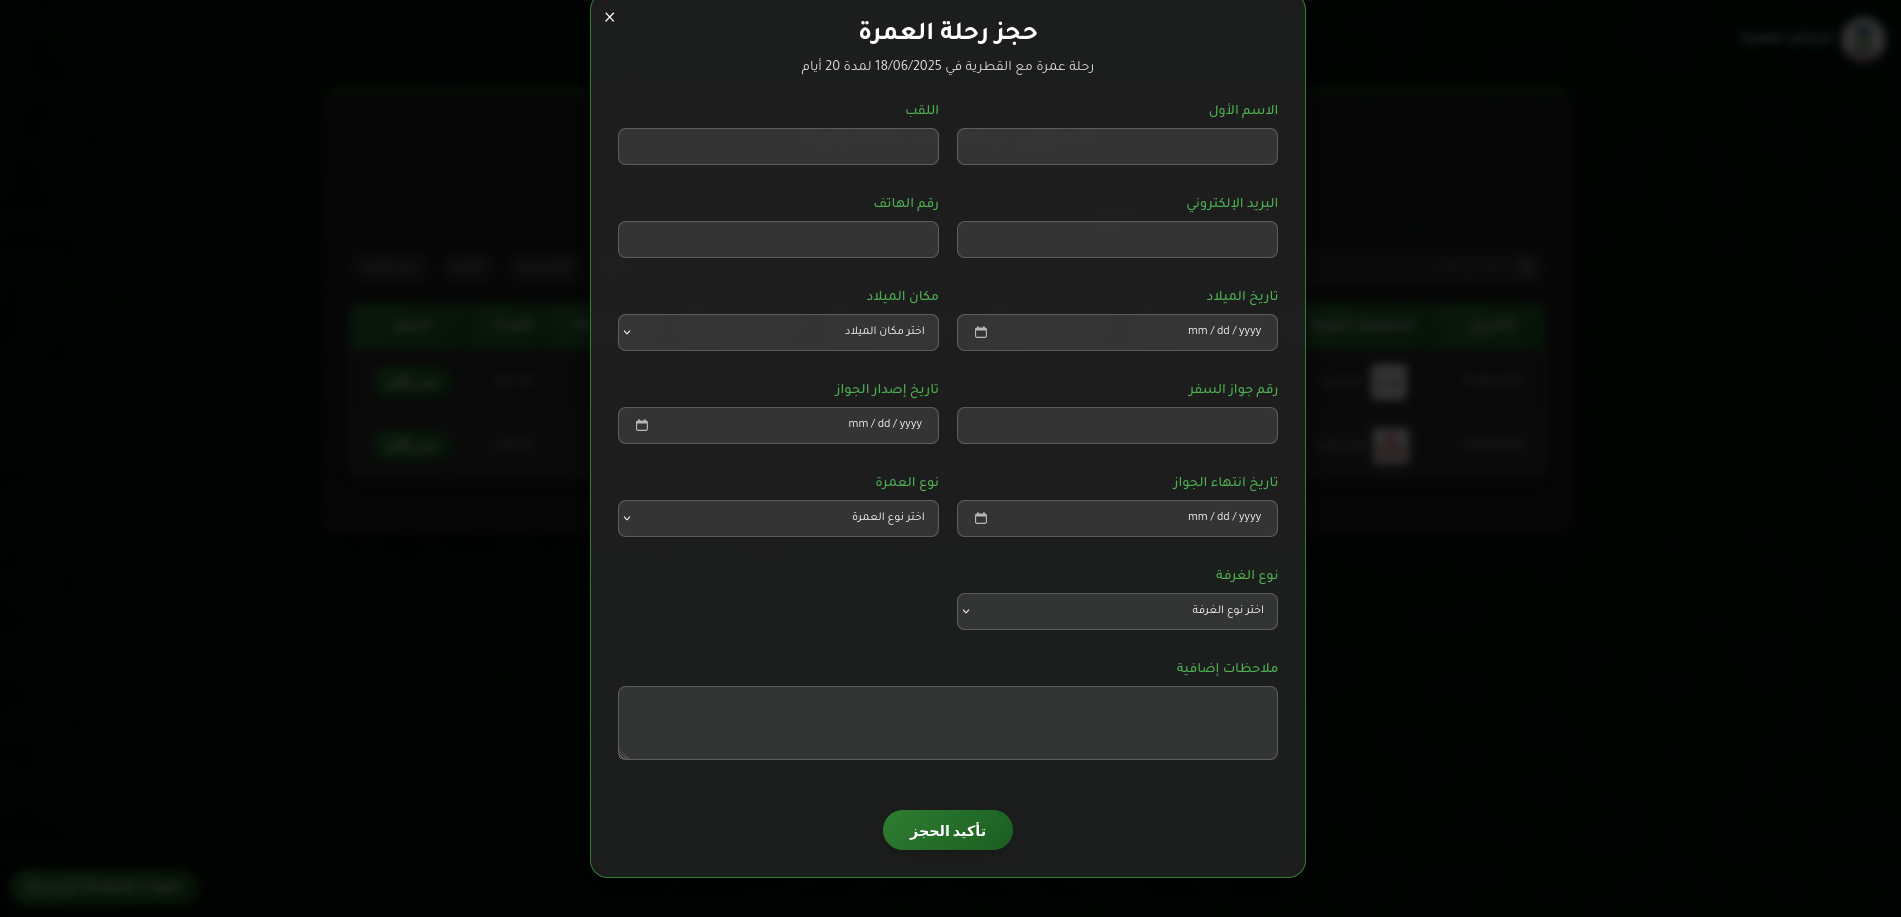 ×
حجز رحلة العمرة
رحلة عمرة مع القطرية في 18/06/2025 لمدة 20 أيام
الاسم الأول
اللقب
البريد الإلكتروني
رقم الهاتف
تاريخ الميلاد
مكان الميلاد
mm / dd / yyyy
اختر مكان الميلاد
رقم جواز السفر
تاريخ إصدار الجواز
mm / dd / yyyy
تاريخ انتهاء الجواز
نوع العمرة
mm / dd / yyyy
اختر نوع العمرة
نوع الغرفة
اختر نوع الغرفة
ملاحظات إضافية
تأكيد الحجز